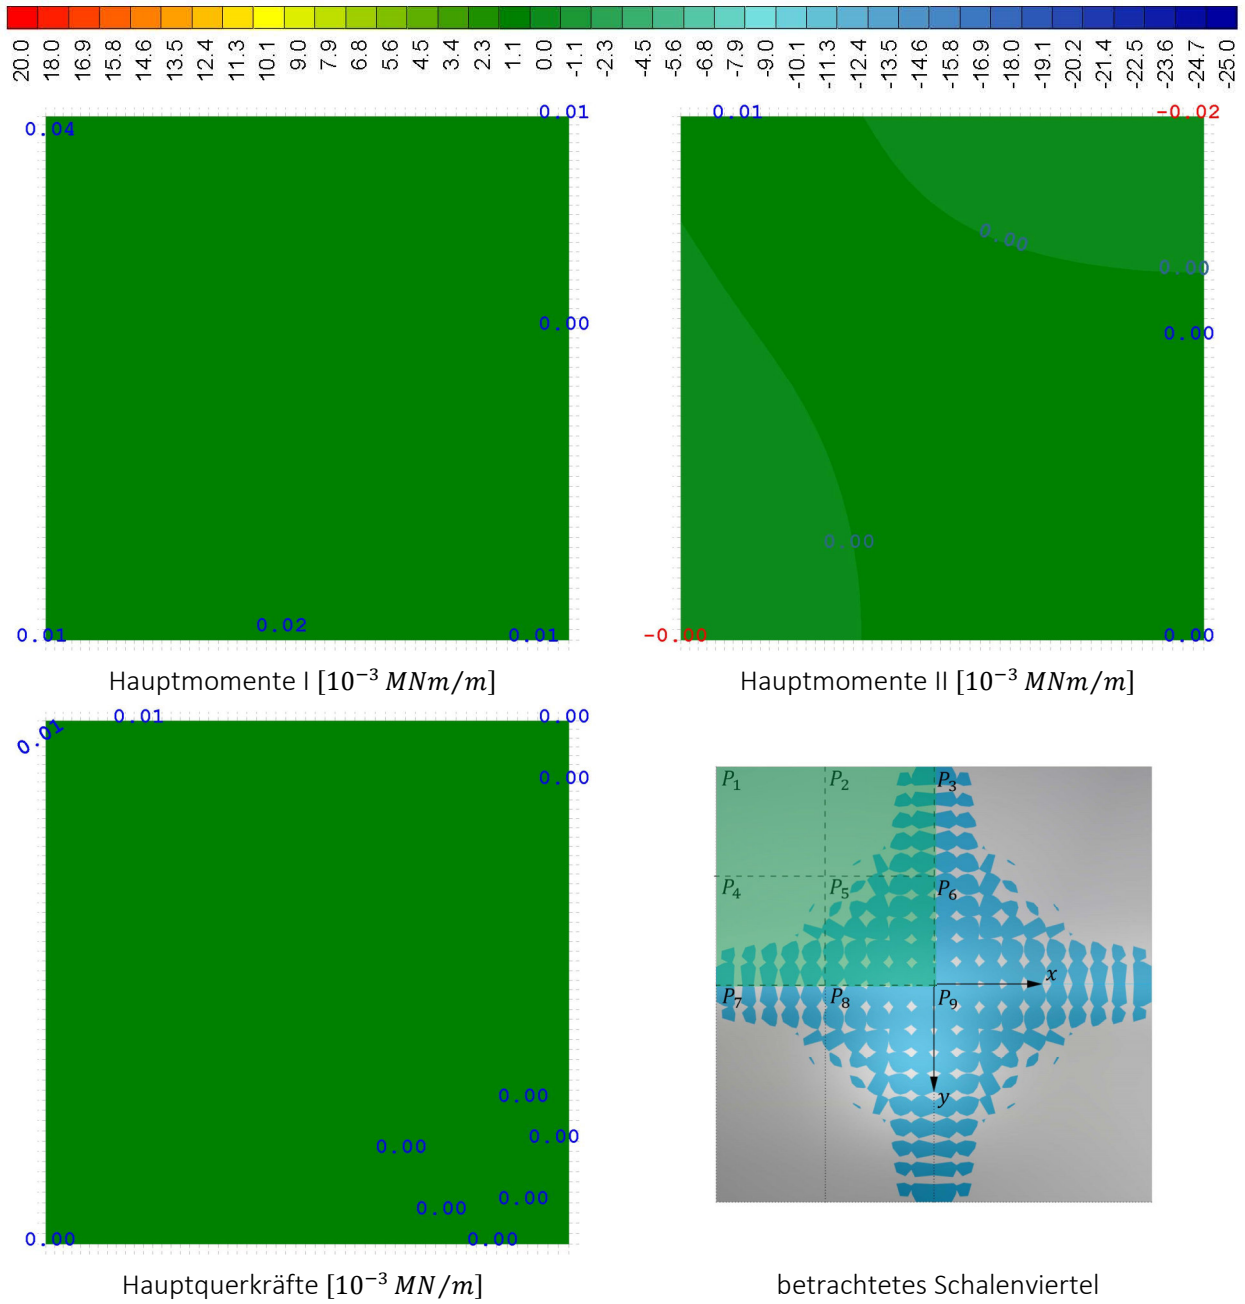 20.0 18.0 16.9 15.8 14.6 13.5 12.4 11.3 10.1 9.0 7.9 6.8 5.6 4.5 3.4 2.3 1.1 0.0 -1.1 -2.3 -4.5 -5.6 -6.8 -7.9 -9.0 -10.1 -11.3 -12.4 -13.5 -14.6 -15.8 -16.9 -18.0 -19.1 -20.2 -21.4 -22.5 -23.6 -24.7 -25.0
0.04 0.01 0.01 -0.02
0.00
0.00
0.00 0.00
0.00
0.02
0.01 0.01 -0.00 0.00
Hauptmomente I [10⁻³ MNm/m] Hauptmomente II [10⁻³ MNm/m]
0.01 0.01 0.00
0.00
P₁ P₂ P₃
P₄ P₅ P₆
x
P₇ P₈ P₉
y
0.00
0.00
0.00
0.00
0.00
0.00 0.00
Hauptquerkräfte [10⁻³ MN/m] betrachtetes Schalenviertel